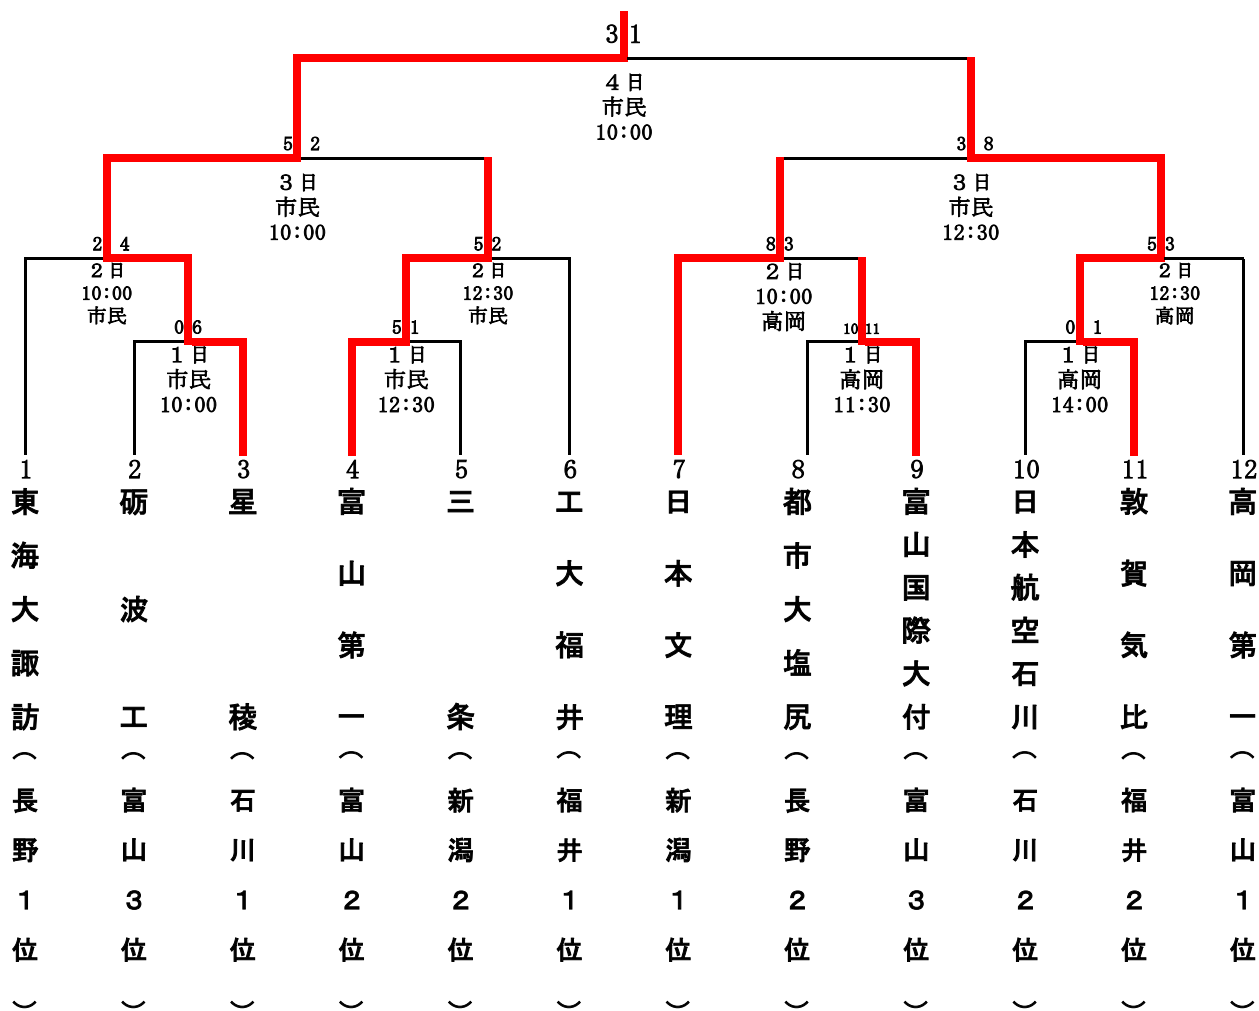 3 1
4日
市民
10:00
5 2
3日
市民
10:00
3 8
3日
市民
12:30
2 4
2日
10:00
市民
5 2
2日
12:30
市民
8 3
2日
10:00
高岡
5 3
2日
12:30
高岡
0 6
1日
市民
10:00
5 1
1日
市民
12:30
10 11
1日
高岡
11:30
0 1
1日
高岡
14:00
1
東海大諏訪(長野1位)
2
砺波工(富山3位)
3
星稜(石川1位)
4
富山第一(富山2位)
5
三条(新潟2位)
6
工大福井(福井1位)
7
日本文理(新潟1位)
8
都市大塩尻(長野2位)
9
富山国際大付(富山3位)
10
日本航空石川(石川2位)
11
敦賀気比(福井2位)
12
高岡第一(富山1位)